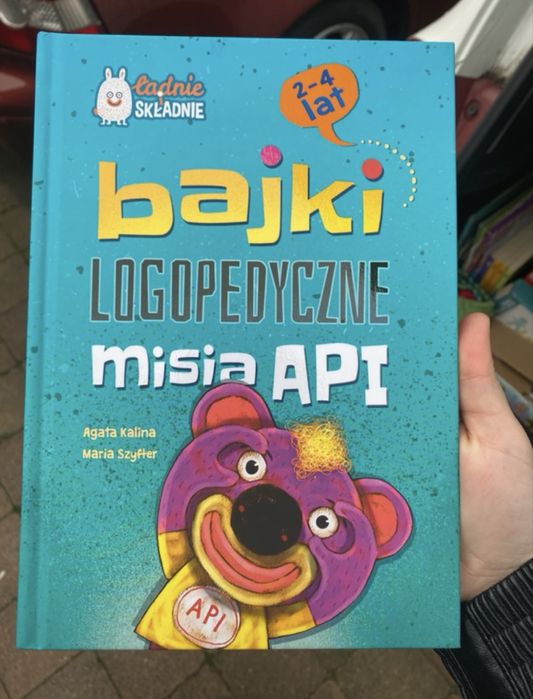 ładnie
SKŁADNIE
2-4
lat
bajki
LOGOPEDYCZNE
misia API
Agata Kalina
Maria Szyfter
API